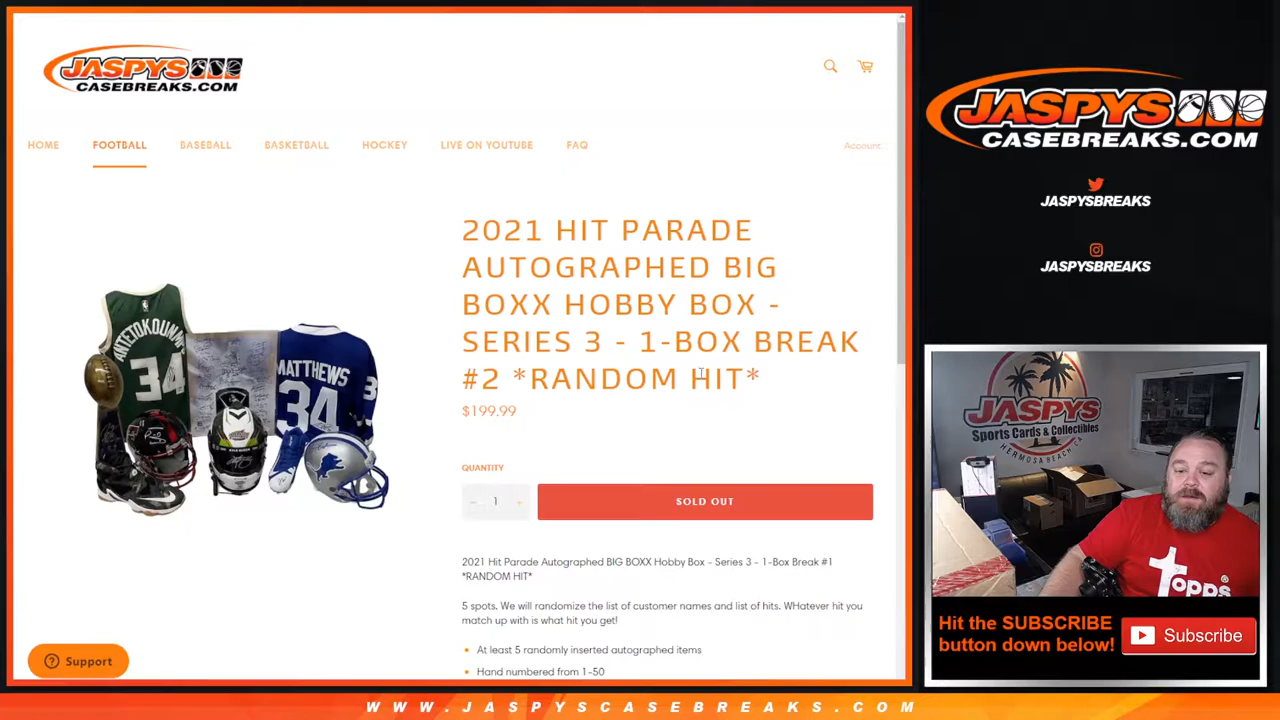 JASPYS
CASEBREAKS.COM
HOME
FOOTBALL
BASEBALL
BASKETBALL
HOCKEY
LIVE ON YOUTUBE
FAQ
Account
2021 HIT PARADE
AUTOGRAPHED BIG
BOXX HOBBY BOX -
SERIES 3 - 1-BOX BREAK
#2 *RANDOM HIT*
$199.99
QUANTITY
1
SOLD OUT
2021 Hit Parade Autographed BIG BOXX Hobby Box - Series 3 - 1-Box Break #1
*RANDOM HIT*
5 spots. We will randomize the list of customer names and list of hits. WHatever hit you
match up with is what hit you get!
At least 5 randomly inserted autographed items
Hand numbered from 1-50
ANTETOKOUNM
34
MATTHEWS
34
3
Support
JASPYS
CASEBREAKS.COM
JASPYSBREAKS
JASPYSBREAKS
JASPYS
Sports Cards & Collectibles
HERMOSA BEACH, CA
topps
Hit the SUBSCRIBE
button down below!
Subscribe
WWW.JASPYSCASEBREAKS.COM